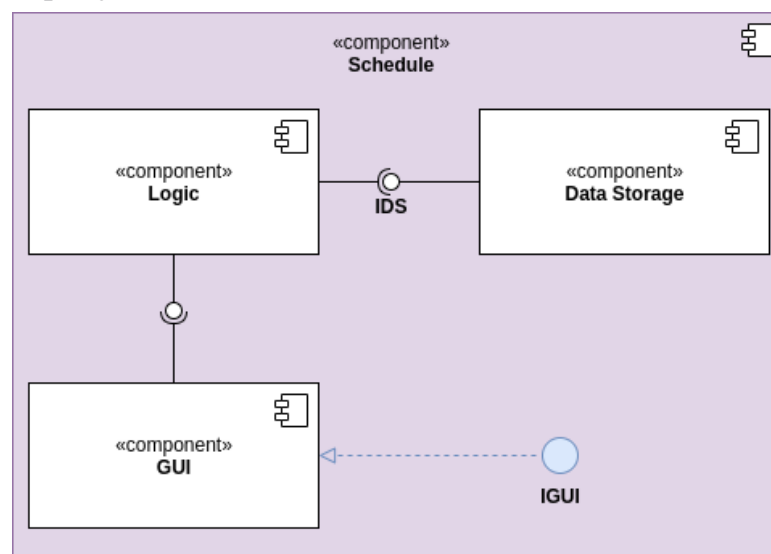 «component»
Schedule
«component»
Logic
IDS
«component»
Data Storage
«component»
GUI
IGUI